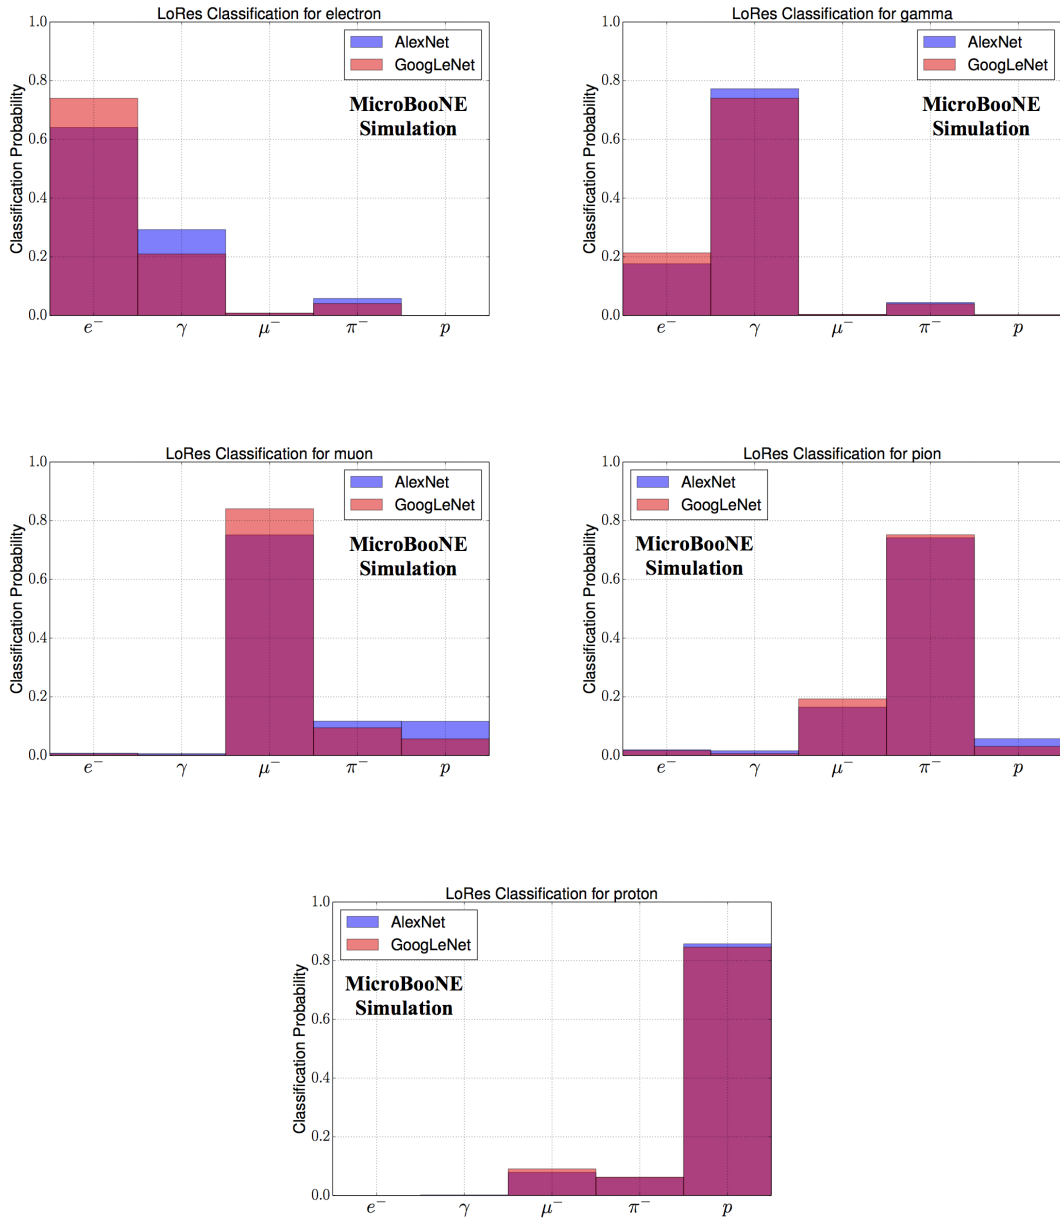 LoRes Classification for electron
1.0
0.8
0.6
0.4
0.2
0.0
Classification Probability
AlexNet
GoogLeNet
MicroBooNE
Simulation
e⁻ γ μ⁻ π⁻ p
LoRes Classification for gamma
1.0
0.8
0.6
0.4
0.2
0.0
Classification Probability
AlexNet
GoogLeNet
MicroBooNE
Simulation
e⁻ γ μ⁻ π⁻ p
LoRes Classification for muon
1.0
0.8
0.6
0.4
0.2
0.0
Classification Probability
AlexNet
GoogLeNet
MicroBooNE
Simulation
e⁻ γ μ⁻ π⁻ p
LoRes Classification for pion
1.0
0.8
0.6
0.4
0.2
0.0
Classification Probability
AlexNet
GoogLeNet
MicroBooNE
Simulation
e⁻ γ μ⁻ π⁻ p
LoRes Classification for proton
1.0
0.8
0.6
0.4
0.2
0.0
Classification Probability
AlexNet
GoogLeNet
MicroBooNE
Simulation
e⁻ γ μ⁻ π⁻ p